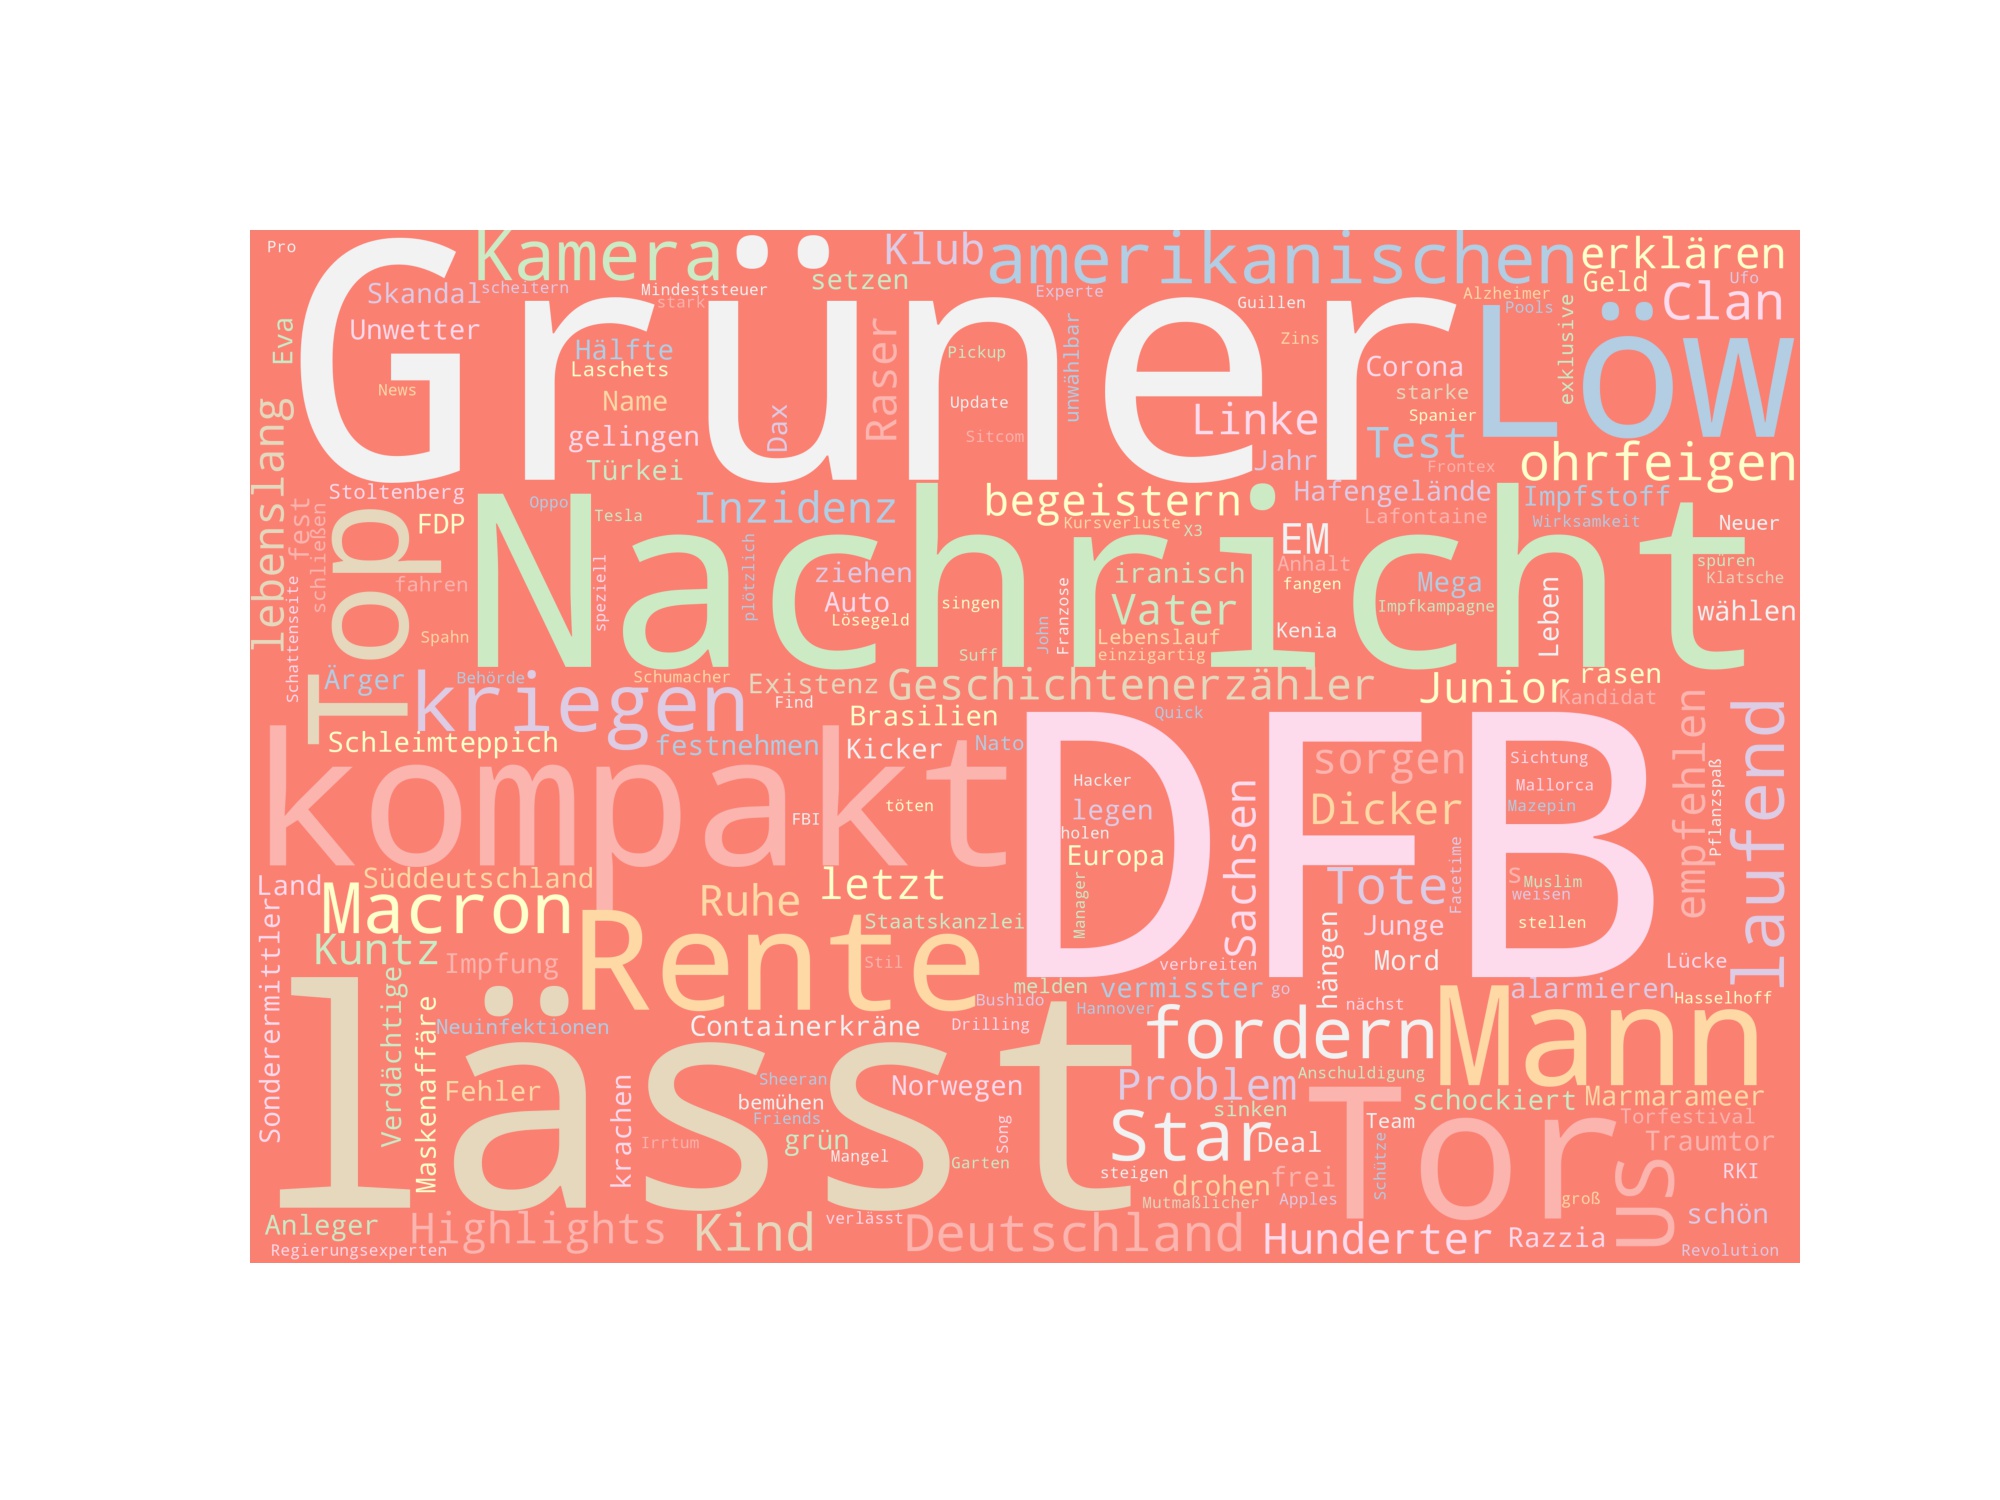 Pro
Kamera
Klub
amerikanischen
erklären
Skandal
scheitern
Mindeststeuer
setzen
Experte
Geld
Ufo
stark
Guillen
Alzheimer
Pools
Clan
Grüner
Löw
Unwetter
Eva
Hälfte
Laschets
Raser
Pickup
unwählbar
Zins
Corona
exklusive
News
Name
Dax
Update
starke
Spanier
gelingen
Sitcom
Linke
Test
Türkei
Jahr
Frontex
ohrfeigen
lebenslang
Stoltenberg
Oppo
Inzidenz
begeistern
Hafengelände
Impfstoff
Top
FDP
Tesla
Kursverluste
X3
EM
Lafontaine
Wirksamkeit
Neuer
fest
schließen
Nachricht
Anhalt
spüren
fahren
speziell
plötzlich
ziehen
iranisch
fangen
Mega
Klatsche
Schattenseite
Auto
singen
Vater
Impfkampagne
Leben
wählen
Lösegeld
John
Franzose
Spahn
Lebenslauf
Kenia
Suff
einzigartig
Ärger
Behörde
Schumacher
Existenz
Geschichtenerzähler
Junior
rasen
kriegen
Find
Kandidat
Brasilien
Quick
Schleimteppich
festnehmen
Kicker
Nato
DFB
sorgen
Sichtung
empfehlen
laufend
kompakt
Hacker
Mallorca
Pflanzspaß
FBI
töten
legen
Sachsen
Dicker
Mazepin
holen
Europa
Land
Süddeutschland
letzt
Manager
Tote
Facetime
s
Muslim
weisen
Macron
Ruhe
Rente
Staatskanzlei
Junge
stellen
Sonderermittler
Kuntz
Impfung
Stil
verbreiten
hängen
Mord
Lücke
Verdächtige
melden
vermisster
go
alarmieren
Hasselhoff
Mann
lässt
Maskenaffäre
Neuinfektionen
Bushido
Hannover
nächst
Containerkräne
Drilling
fordern
Fehler
krachen
Sheeran
Norwegen
Problem
Anschuldigung
schockiert
Marmarameer
bemühen
Friends
sinken
Tor
Team
Torfestival
Irrtum
grün
Song
Star
Deal
Traumtor
Mangel
Garten
steigen
drohen
frei
Schütze
RKI
us
Mutmaßlicher
Apples
groß
Anleger
Highlights
Kind
verlässt
Deutschland
Hunderter
Razzia
schön
Regierungsexperten
Revolution